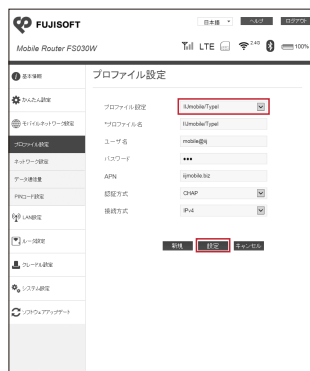 FUJISOFT
日本語 ヘルプ ログアウト
Mobile Router FS030W
LTE 2.4G 100%
基本情報
かんたん設定
モバイルネットワーク設定
プロファイル設定
ネットワーク設定
データ通信量
PINコード設定
LAN設定
ルータ設定
クレードル設定
システム設定
ソフトウェアアップデート
プロファイル設定
プロファイル設定 IIJmobile/TypeI
*プロファイル名 IIJmobile/TypeI
ユーザ名 mobile@iij
パスワード •••
APN iijmobile.biz
認証方式 CHAP
接続方式 IPv4
新規 設定 キャンセル